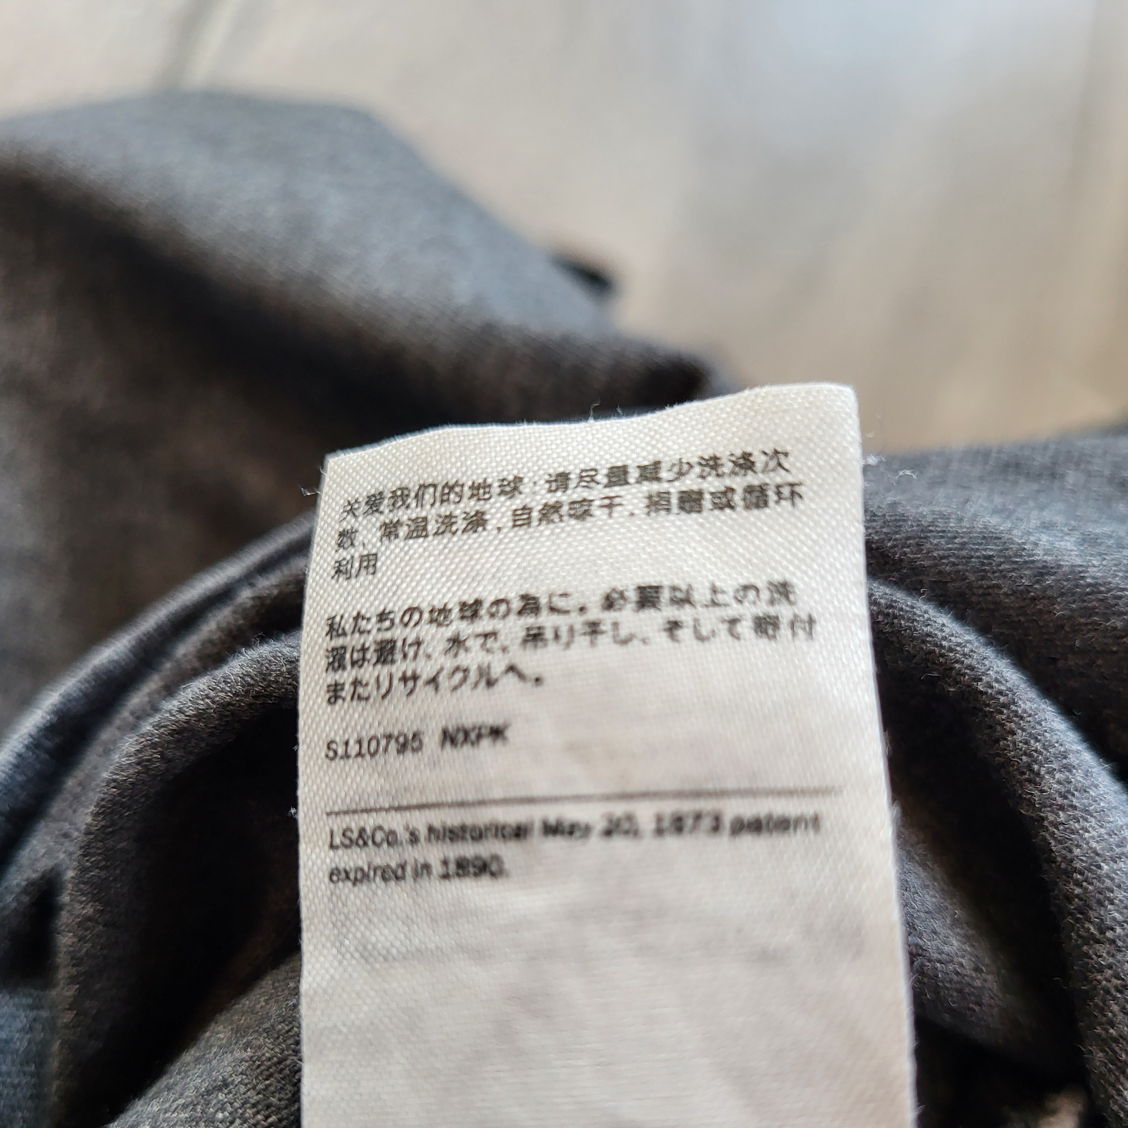 关爱我们的地球. 请尽量减少洗涤次
数, 常温洗涤, 自然晾干, 捐赠或循环
利用
私たちの地球の為に。必要以上の洗
濯は避け、水で、吊り干し、そして寄付
またリサイクルへ。
S110795 NXPK
LS&Co.'s historical May 20, 1873 patent
expired in 1890.